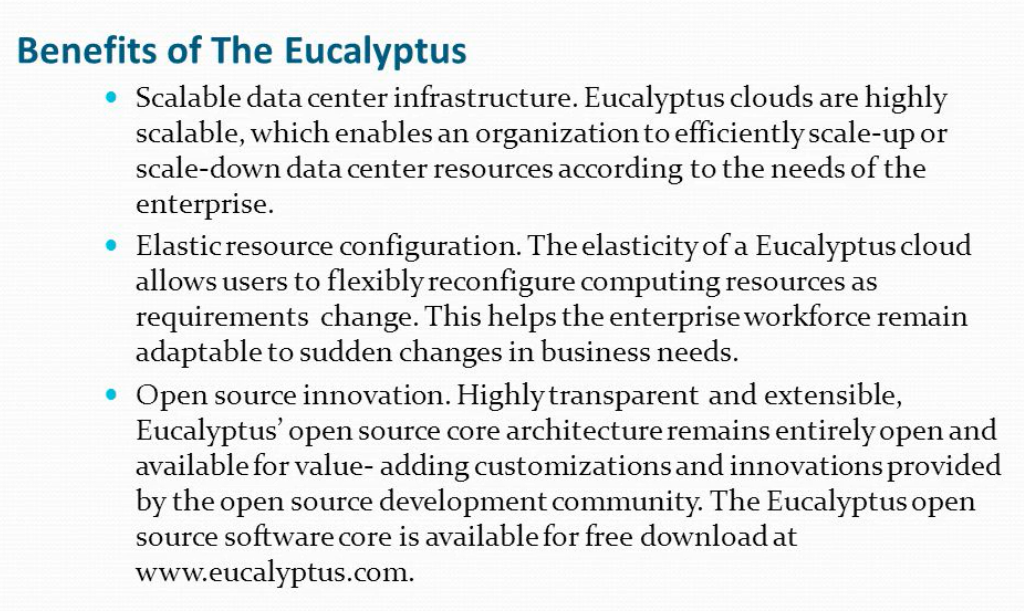 Benefits of The Eucalyptus
• Scalable data center infrastructure. Eucalyptus clouds are highly
scalable, which enables an organization to efficiently scale-up or
scale-down data center resources according to the needs of the
enterprise.
• Elastic resource configuration. The elasticity of a Eucalyptus cloud
allows users to flexibly reconfigure computing resources as
requirements change. This helps the enterprise workforce remain
adaptable to sudden changes in business needs.
• Open source innovation. Highly transparent and extensible,
Eucalyptus’ open source core architecture remains entirely open and
available for value- adding customizations and innovations provided
by the open source development community. The Eucalyptus open
source software core is available for free download at
www.eucalyptus.com.